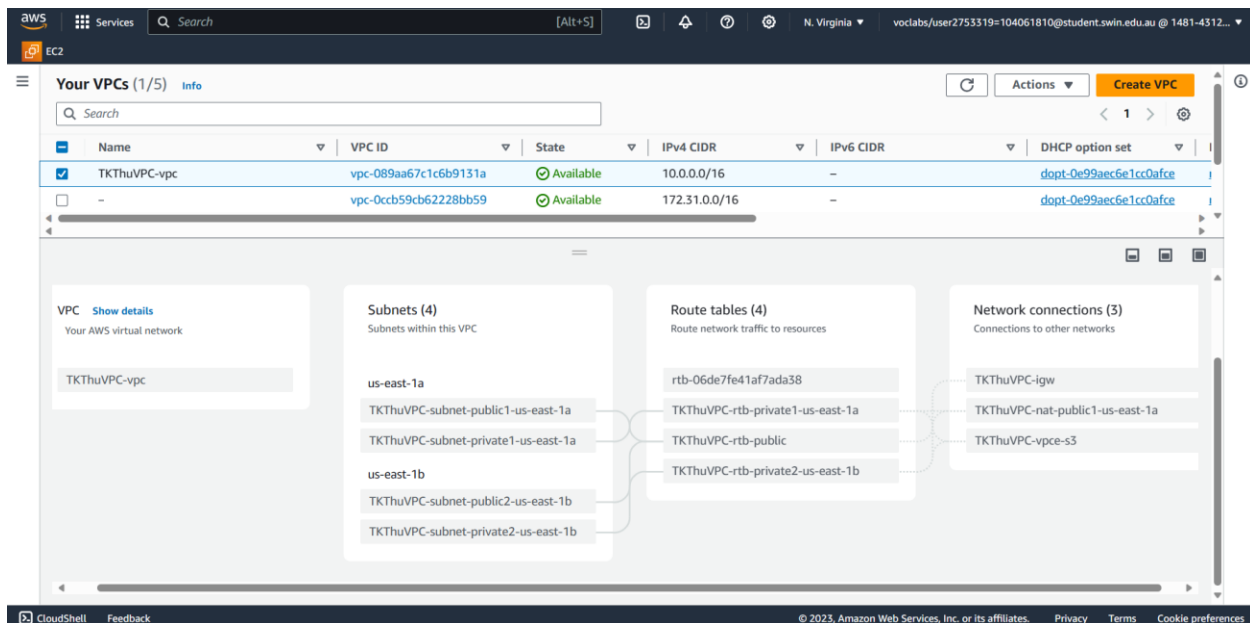 aws Services Search [Alt+S] N. Virginia ▼ voclabs/user2753319=104061810@student.swin.edu.au @ 1481-4312... ▼
EC2
Your VPCs (1/5) Info Actions ▼ Create VPC
Search 1
Name VPC ID State IPv4 CIDR IPv6 CIDR DHCP option set
TKThuVPC-vpc vpc-089aa67c1c6b9131a Available 10.0.0.0/16 – dopt-0e99aec6e1cc0afce
– vpc-0ccb59cb62228bb59 Available 172.31.0.0/16 – dopt-0e99aec6e1cc0afce
VPC Show details
Your AWS virtual network
TKThuVPC-vpc
Subnets (4)
Subnets within this VPC
us-east-1a
TKThuVPC-subnet-public1-us-east-1a
TKThuVPC-subnet-private1-us-east-1a
us-east-1b
TKThuVPC-subnet-public2-us-east-1b
TKThuVPC-subnet-private2-us-east-1b
Route tables (4)
Route network traffic to resources
rtb-06de7fe41af7ada38
TKThuVPC-rtb-private1-us-east-1a
TKThuVPC-rtb-public
TKThuVPC-rtb-private2-us-east-1b
Network connections (3)
Connections to other networks
TKThuVPC-igw
TKThuVPC-nat-public1-us-east-1a
TKThuVPC-vpce-s3
CloudShell Feedback © 2023, Amazon Web Services, Inc. or its affiliates. Privacy Terms Cookie preferences